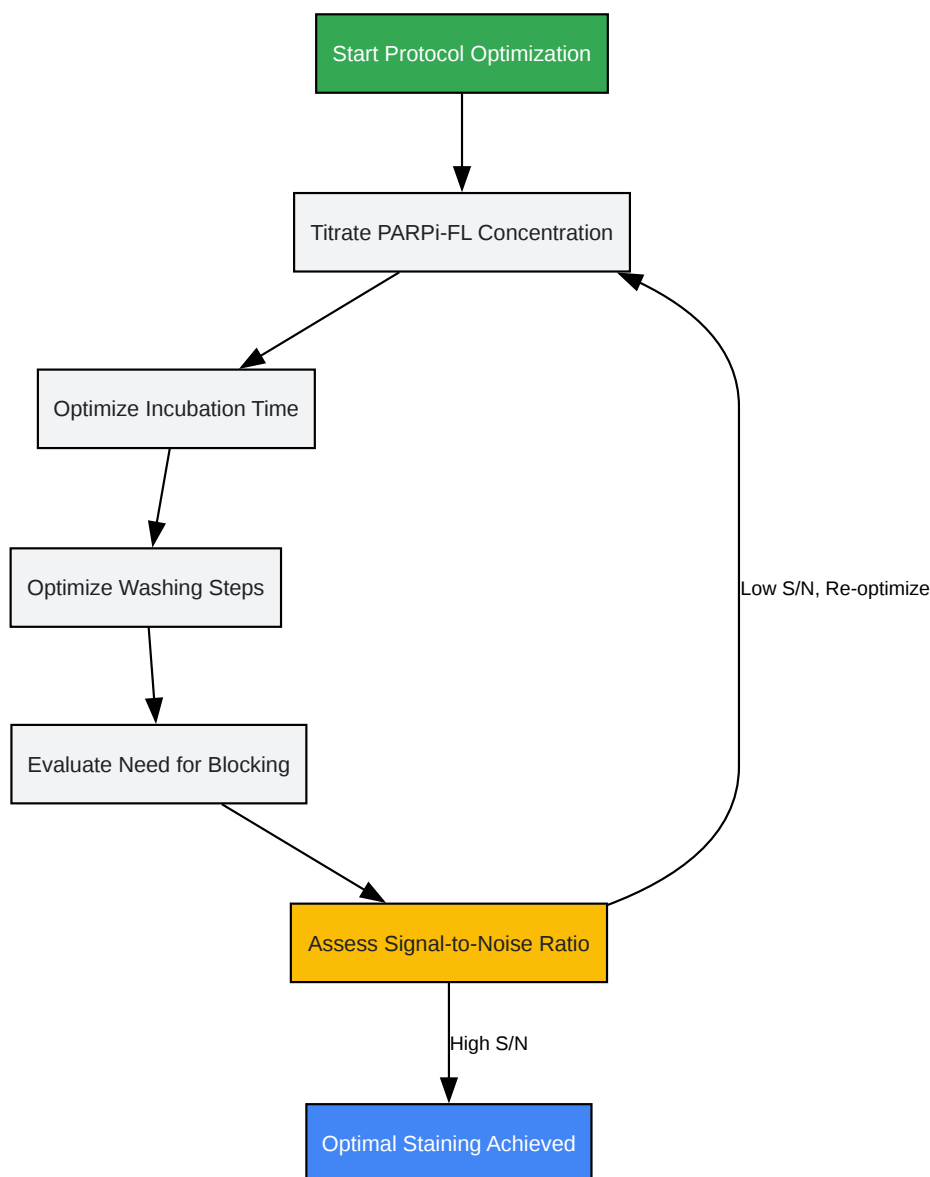 Start Protocol Optimization
Titrate PARPi-FL Concentration
Optimize Incubation Time
Optimize Washing Steps
Low S/N, Re-optimize
Evaluate Need for Blocking
Assess Signal-to-Noise Ratio
High S/N
Optimal Staining Achieved